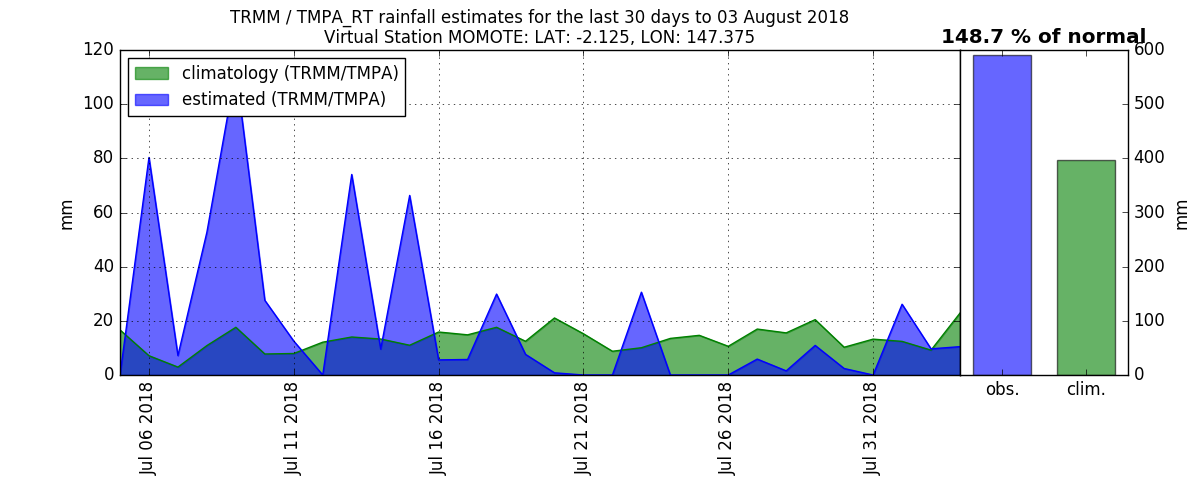 TRMM / TMPA_RT rainfall estimates for the last 30 days to 03 August 2018
Virtual Station MOMOTE: LAT: -2.125, LON: 147.375
148.7 % of normal
climatology (TRMM/TMPA)
estimated (TRMM/TMPA)
120
100
80
60
40
20
0
mm
Jul 06 2018
Jul 11 2018
Jul 16 2018
Jul 21 2018
Jul 26 2018
Jul 31 2018
obs.
clim.
600
500
400
300
200
100
0
mm